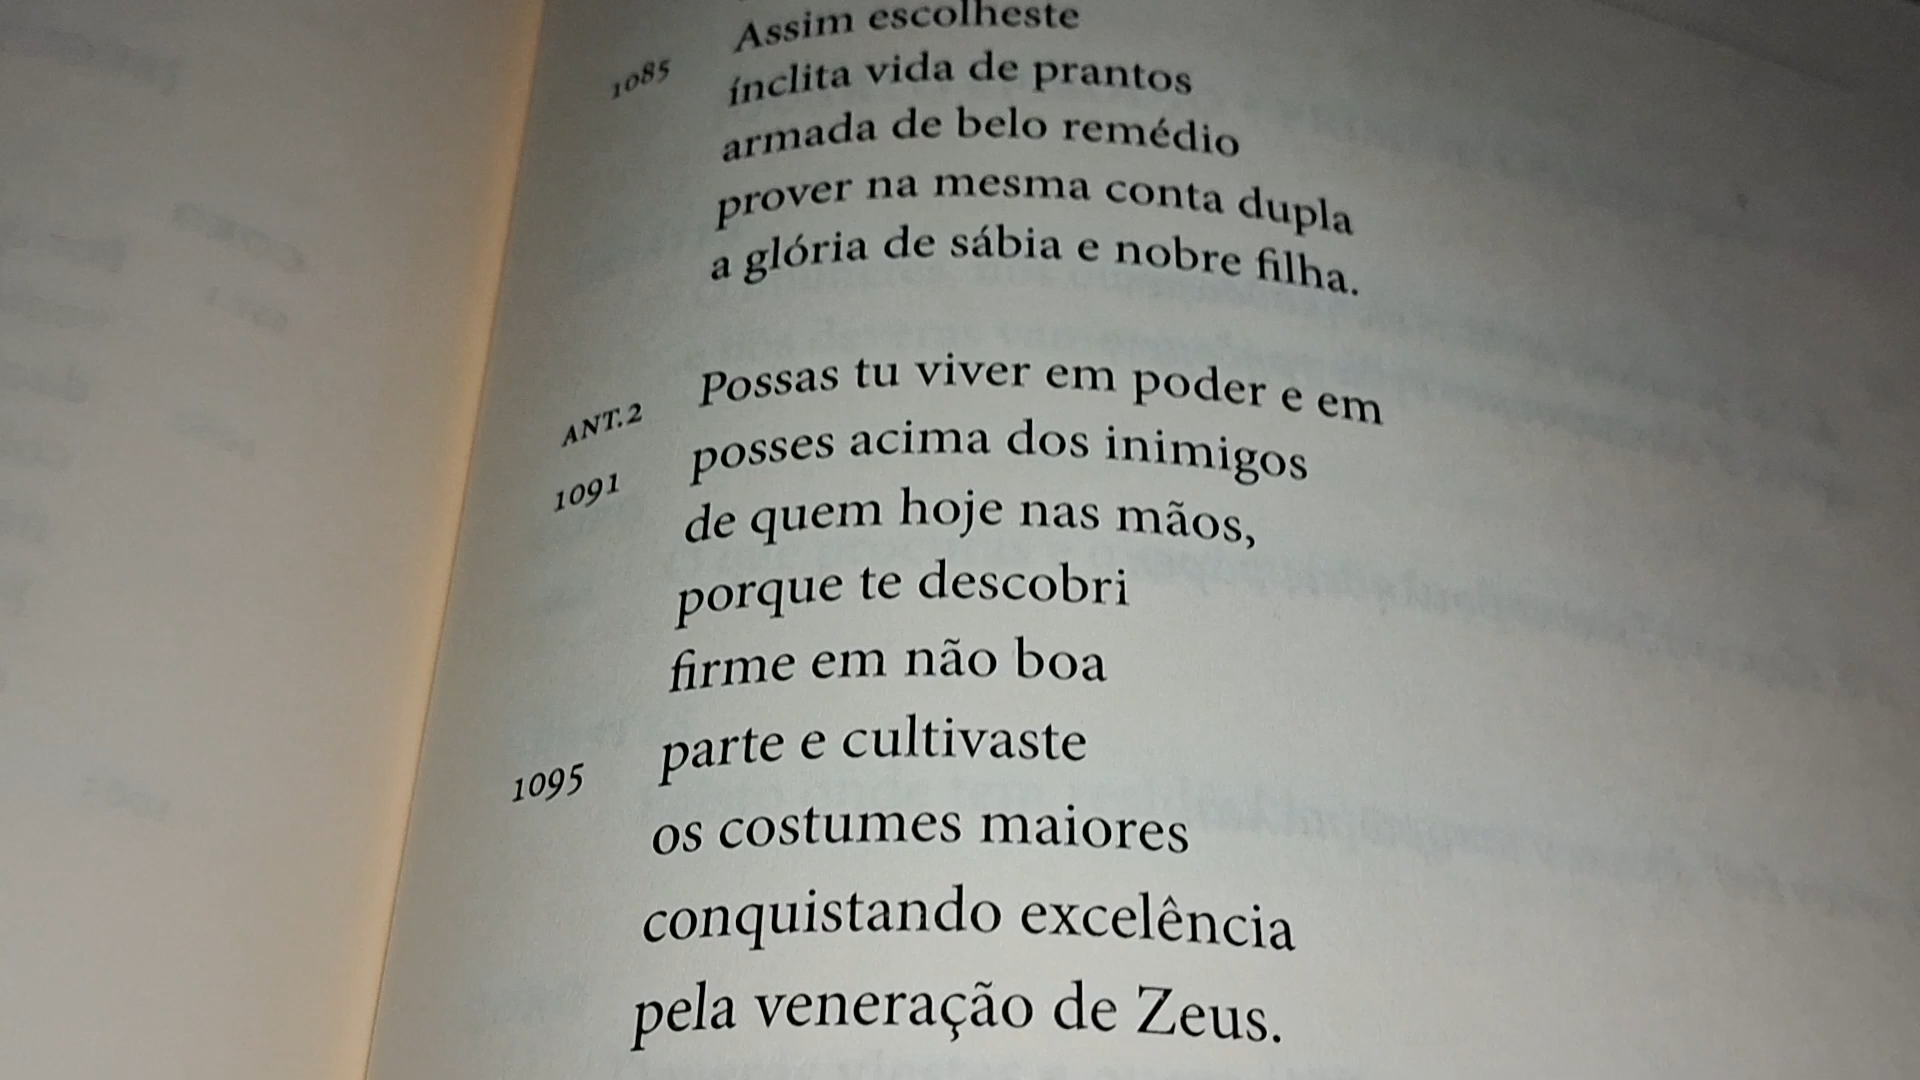 Assim escolheste
1085 ínclita vida de prantos
armada de belo remédio
prover na mesma conta dupla
a glória de sábia e nobre filha.
ANT.2 Possas tu viver em poder e em
1091 posses acima dos inimigos
de quem hoje nas mãos,
porque te descobri
firme em não boa
1095 parte e cultivaste
os costumes maiores
conquistando excelência
pela veneração de Zeus.